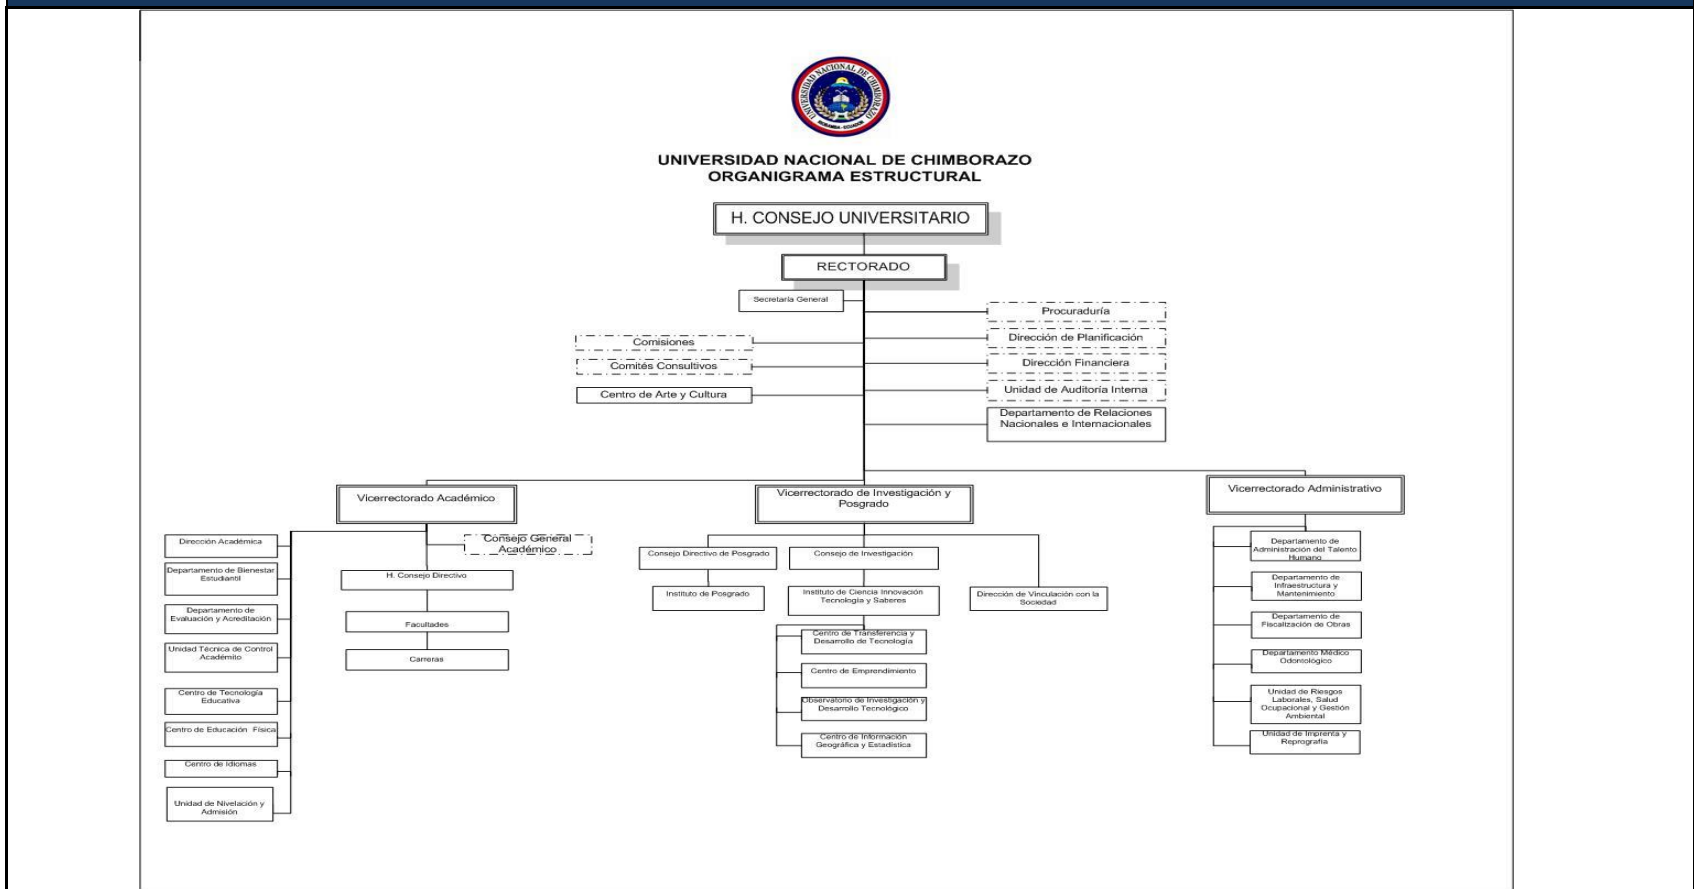 UNIVERSIDAD NACIONAL DE CHIMBORAZO
RIOBAMBA - ECUADOR
UNIVERSIDAD NACIONAL DE CHIMBORAZO
ORGANIGRAMA ESTRUCTURAL
H. CONSEJO UNIVERSITARIO
RECTORADO
Secretaría General
Procuraduría
Comisiones
Dirección de Planificación
Comités Consultivos
Dirección Financiera
Centro de Arte y Cultura
Unidad de Auditoría Interna
Departamento de Relaciones
Nacionales e Internacionales
Vicerrectorado Académico
Dirección Académica
Departamento de Bienestar
Estudiantil
Departamento de
Evaluación y Acreditación
Unidad Técnica de Control
Académito
Centro de Tecnología
Educativa
Centro de Educación Física
Centro de Idiomas
Unidad de Nivelación y
Admisión
Consejo General
Académico
H. Consejo Directivo
Facultades
Carreras
Vicerrectorado de Investigación y
Posgrado
Consejo Directivo de Posgrado
Instituto de Posgrado
Consejo de Investigación
Instituto de Ciencia Innovación
Tecnología y Saberes
Centro de Transferencia y
Desarrollo de Tecnología
Centro de Emprendimiento
Observatorio de Investigación y
Desarrollo Tecnológico
Centro de Información
Geográfica y Estadística
Dirección de Vinculación con la
Sociedad
Vicerrectorado Administrativo
Departamento de
Administración del Talento
Humano
Departamento de
Infraestructura y
Mantenimiento
Departamento de
Fiscalización de Obras
Departamento Médico
Odontológico
Unidad de Riesgos
Laborales, Salud
Ocupacional y Gestión
Ambiental
Unidad de Imprenta y
Reprografía